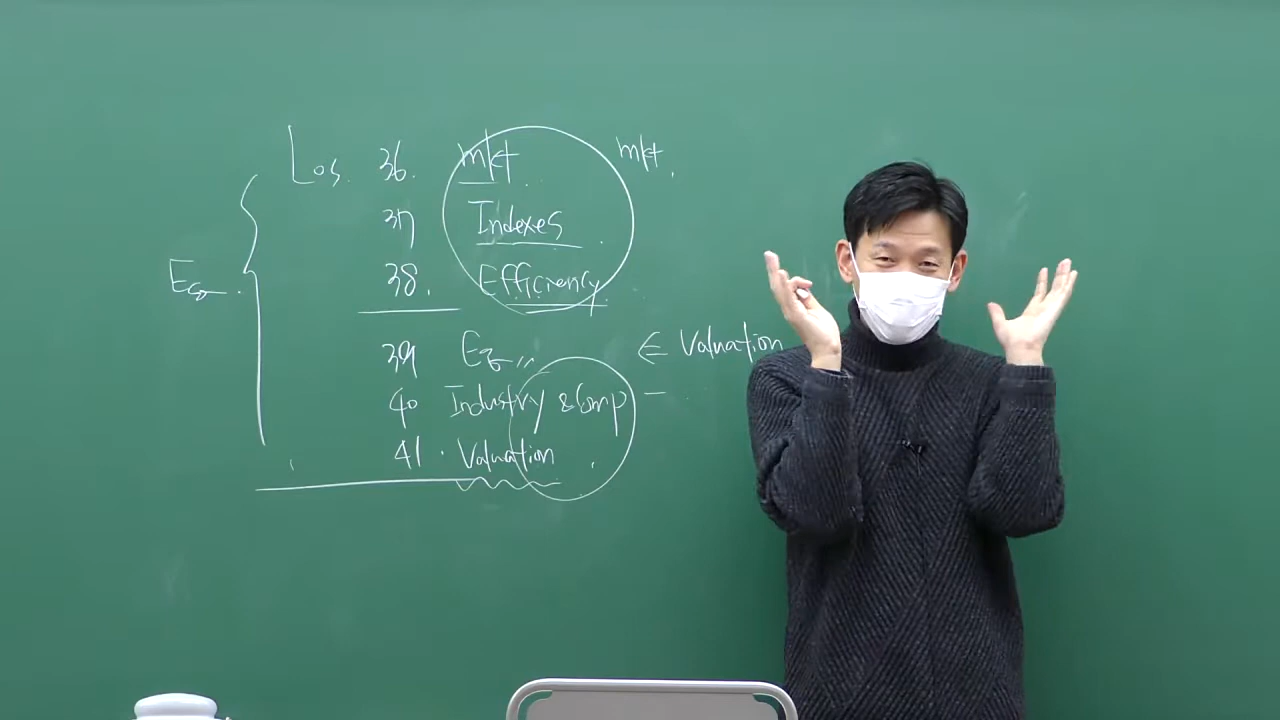 Los. 36. mkt. mkt.
37 Indexes.
38. Efficiency
Eq.
39 Eq ← Valuation
40 Industry & Comp -
41. Valuation.